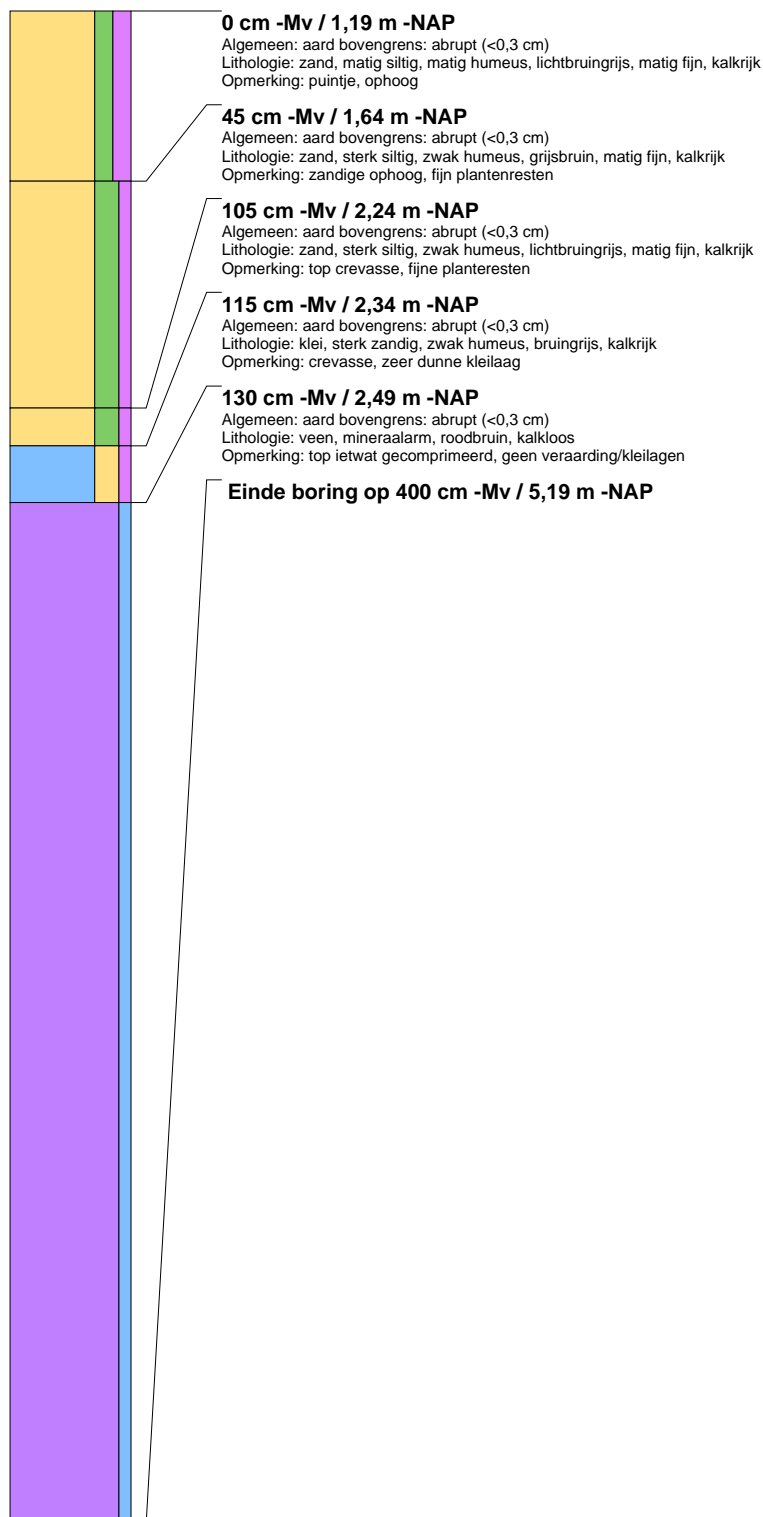 0 cm -Mv / 1,19 m -NAP
Algemeen: aard bovengrens: abrupt (<0,3 cm)
Lithologie: zand, matig siltig, matig humeus, lichtbruingrijs, matig fijn, kalkrijk
Opmerking: puintje, ophoog
45 cm -Mv / 1,64 m -NAP
Algemeen: aard bovengrens: abrupt (<0,3 cm)
Lithologie: zand, sterk siltig, zwak humeus, grijsbruin, matig fijn, kalkrijk
Opmerking: zandige ophoog, fijn plantenresten
105 cm -Mv / 2,24 m -NAP
Algemeen: aard bovengrens: abrupt (<0,3 cm)
Lithologie: zand, sterk siltig, zwak humeus, lichtbruingrijs, matig fijn, kalkrijk
Opmerking: top crevasse, fijne planteresten
115 cm -Mv / 2,34 m -NAP
Algemeen: aard bovengrens: abrupt (<0,3 cm)
Lithologie: klei, sterk zandig, zwak humeus, bruingrijs, kalkrijk
Opmerking: crevasse, zeer dunne kleilaag
130 cm -Mv / 2,49 m -NAP
Algemeen: aard bovengrens: abrupt (<0,3 cm)
Lithologie: veen, mineraalarm, roodbruin, kalkloos
Opmerking: top ietwat gecomprimeerd, geen veraarding/kleilagen
Einde boring op 400 cm -Mv / 5,19 m -NAP